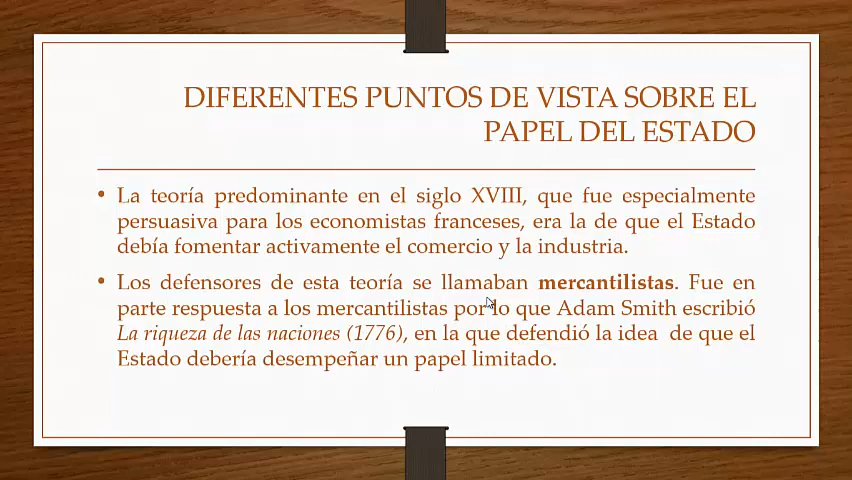 DIFERENTES PUNTOS DE VISTA SOBRE EL
PAPEL DEL ESTADO
• La teoría predominante en el siglo XVIII, que fue especialmente
persuasiva para los economistas franceses, era la de que el Estado
debía fomentar activamente el comercio y la industria.
• Los defensores de esta teoría se llamaban mercantilistas. Fue en
parte respuesta a los mercantilistas por lo que Adam Smith escribió
La riqueza de las naciones (1776), en la que defendió la idea de que el
Estado debería desempeñar un papel limitado.